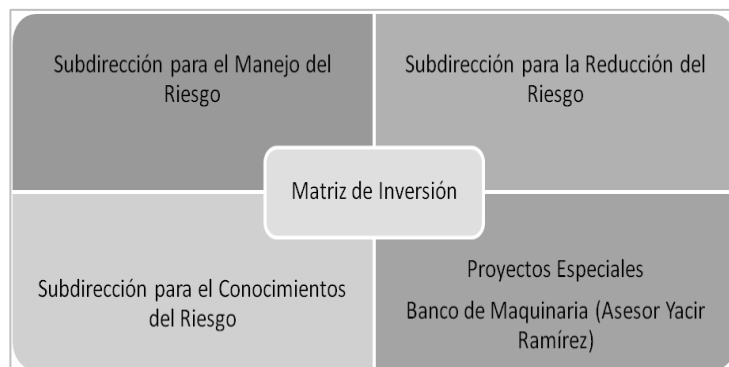 Subdirección para el Manejo del
Riesgo
Subdirección para la Reducción del
Riesgo
Matriz de Inversión
Subdirección para el Conocimientos
del Riesgo
Proyectos Especiales
Banco de Maquinaria (Asesor Yacir
Ramírez)